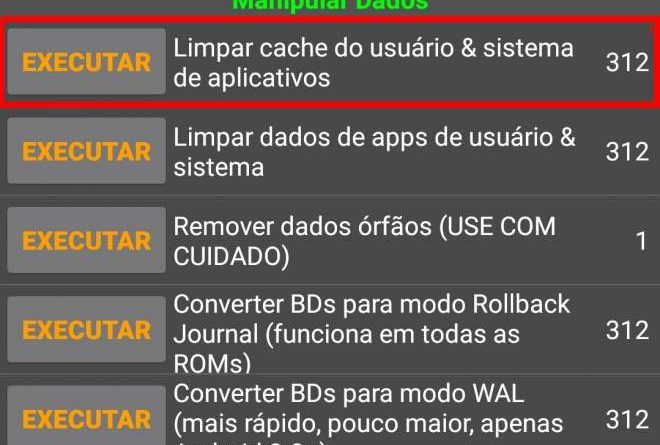 Manipular Dados
EXECUTAR
Limpar cache do usuário & sistema
de aplicativos
312
EXECUTAR
Limpar dados de apps de usuário &
sistema
312
EXECUTAR
Remover dados órfãos (USE COM
CUIDADO)
1
EXECUTAR
Converter BDs para modo Rollback
Journal (funciona em todas as
ROMs)
312
EXECUTAR
Converter BDs para modo WAL
(mais rápido, pouco maior, apenas
312